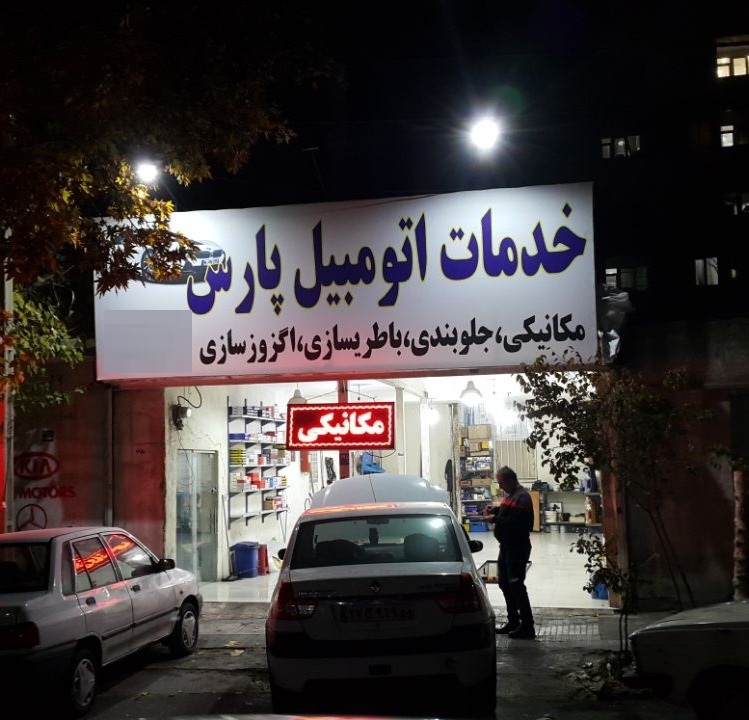 خدمات اتومبیل پارس
مکانیکی،جلوبندی،باطریسازی،اگزوزسازی
مکانیکی
KIA
MOTORS